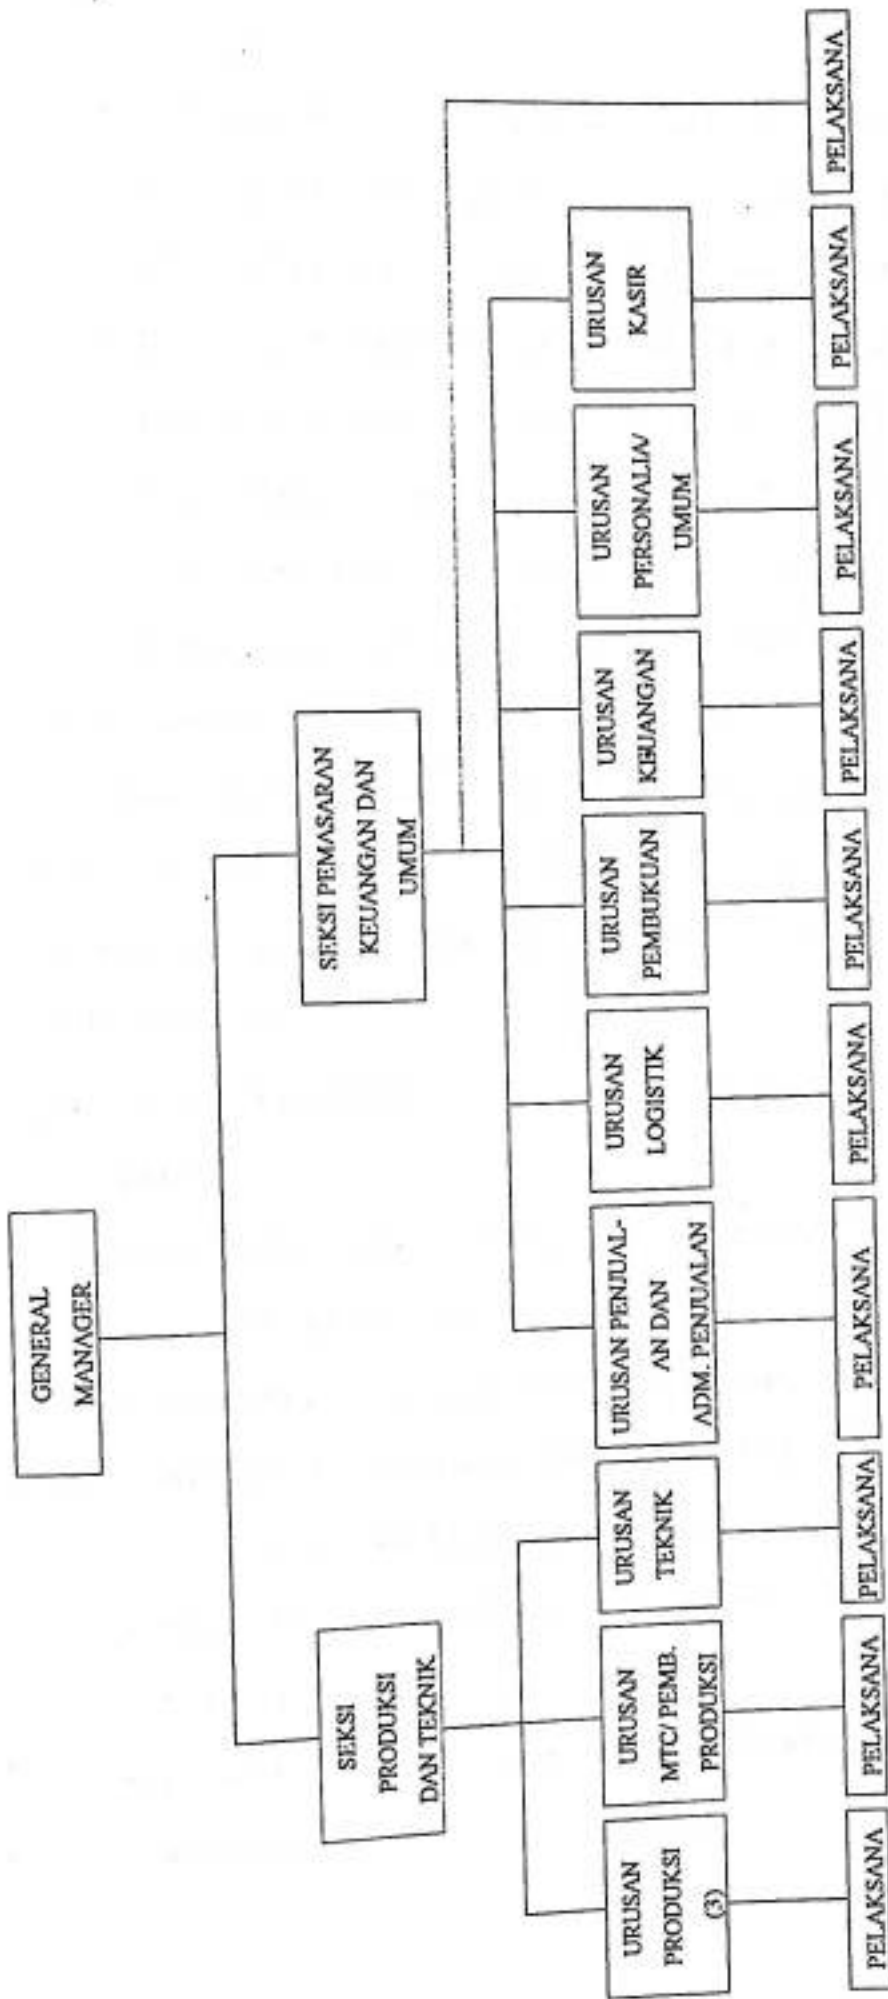 GENERAL
MANAGER
SEKSI
PRODUKSI
DAN TEKNIK
SEKSI PEMASARAN
KEUANGAN DAN
UMUM
URUSAN
PRODUKSI
(3)
URUSAN
MTC/ PEMB.
PRODUKSI
URUSAN
TEKNIK
URUSAN PENJUAL-
AN DAN
ADM. PENJUALAN
URUSAN
LOGISTIK
URUSAN
PEMBUKUAN
URUSAN
KEUANGAN
URUSAN
PERSONALIA/
UMUM
URUSAN
KASIR
PELAKSANA
PELAKSANA
PELAKSANA
PELAKSANA
PELAKSANA
PELAKSANA
PELAKSANA
PELAKSANA
PELAKSANA
PELAKSANA